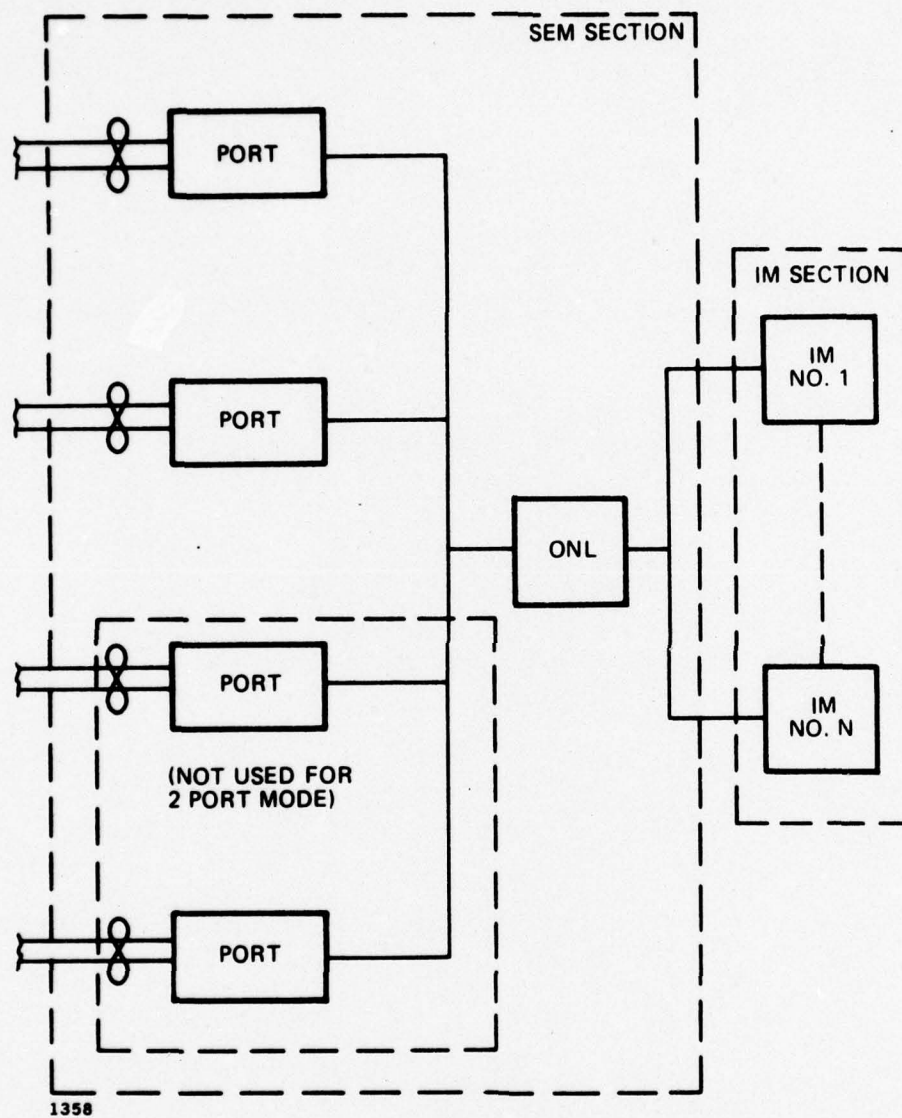 SEM SECTION
PORT
IM SECTION
IM
NO. 1
PORT
ONL
PORT
IM
NO. N
(NOT USED FOR
2 PORT MODE)
PORT
1358